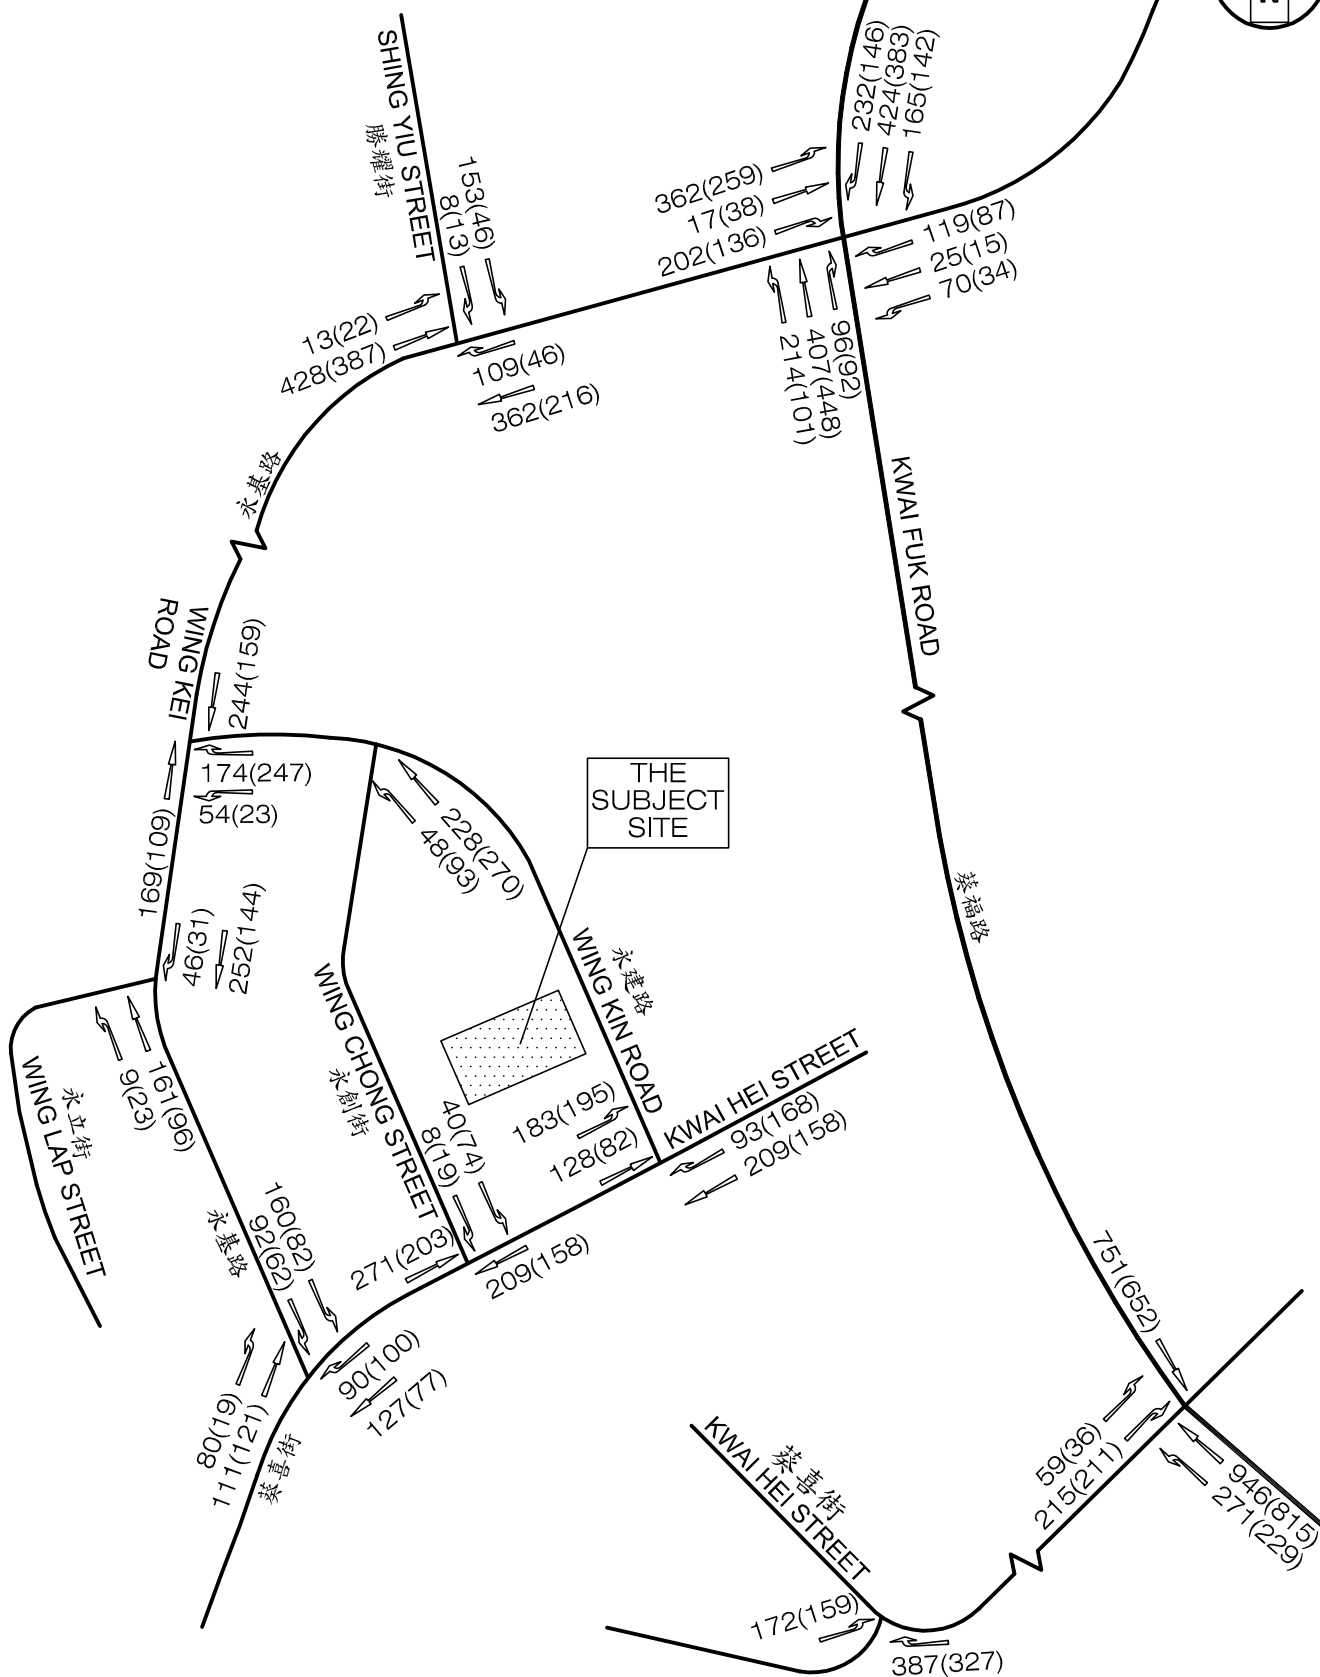 232(146)
424(383)
165(142)
SHING YIU STREET
勝耀街
153(46)
8(13)
362(259)
17(38)
202(136)
119(87)
25(15)
70(34)
13(22)
428(387)
109(46)
362(216)
96(92)
407(448)
214(101)
永基路
KWAI FUK ROAD
WING KEI
ROAD
244(159)
174(247)
54(23)
THE
SUBJECT
SITE
228(270)
48(93)
169(109)
葵福路
46(31)
252(144)
WING KIN ROAD
永建路
WING CHONG STREET
永創街
KWAI HEI STREET
161(96)
9(23)
永立街
WING LAP STREET
40(74)
8(19)
183(195)
128(82)
93(168)
209(158)
160(82)
92(62)
永基路
271(203)
209(158)
751(652)
90(100)
127(77)
80(19)
111(121)
葵喜街
KWAI HEI STREET
葵喜街
59(36)
215(211)
946(815)
271(229)
172(159)
387(327)